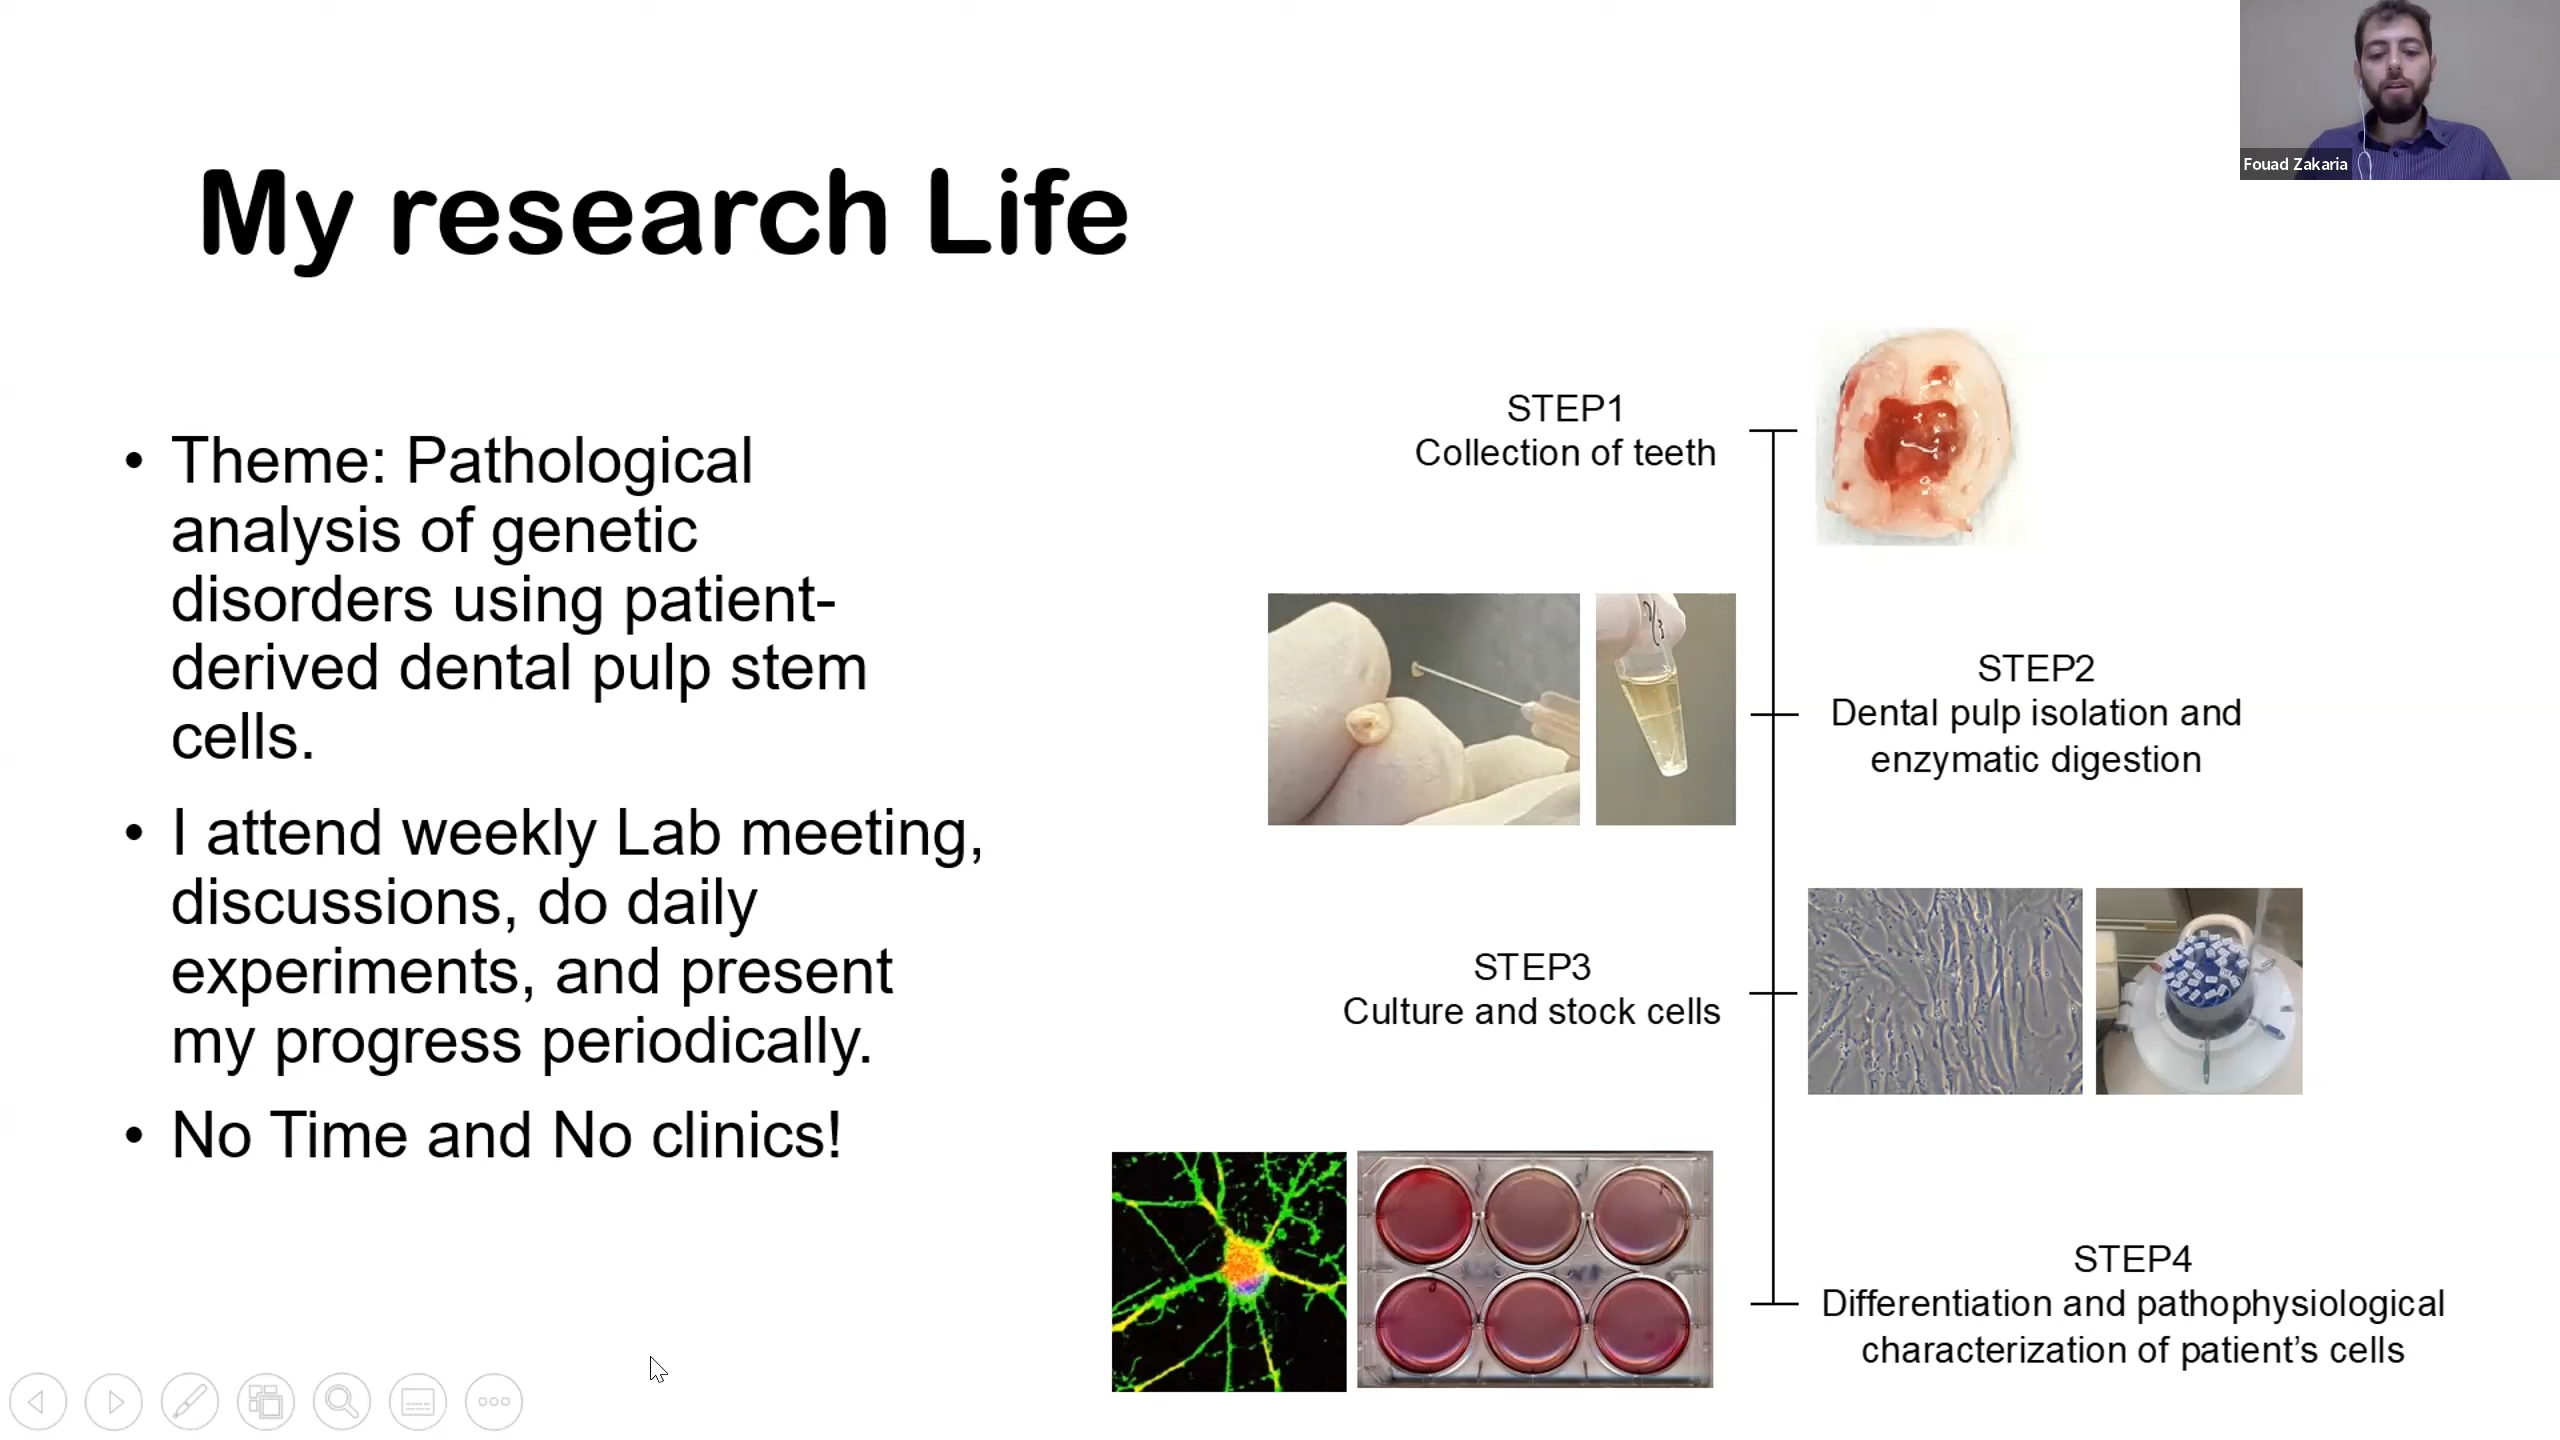 Fouad Zakaria
My research Life
• Theme: Pathological
analysis of genetic
disorders using patient-
derived dental pulp stem
cells.
• I attend weekly Lab meeting,
discussions, do daily
experiments, and present
my progress periodically.
• No Time and No clinics!
STEP1
Collection of teeth
STEP2
Dental pulp isolation and
enzymatic digestion
STEP3
Culture and stock cells
STEP4
Differentiation and pathophysiological
characterization of patient’s cells